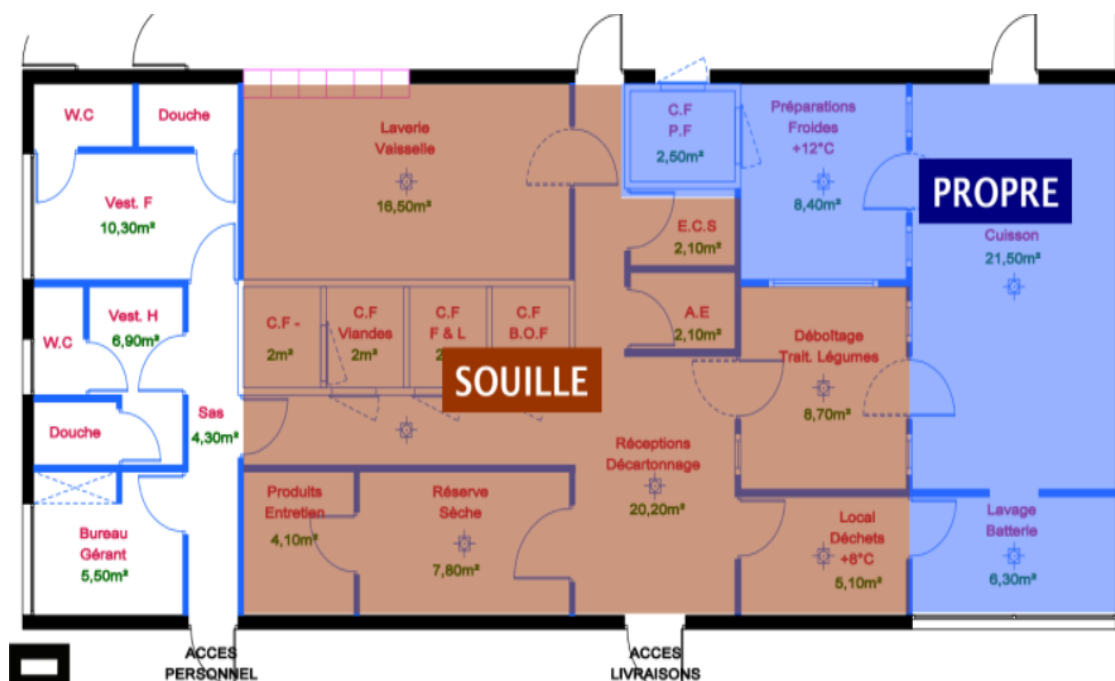 W.C
Douche
Vest. F
10,30m²
Laverie
Vaisselle
16,50m²
C.F
P.F
2,50m²
Préparations
Froides
+12°C
8,40m²
PROPRE
Cuisson
21,50m²
E.C.S
2,10m²
A.E
2,10m²
Vest. H
6,90m²
W.C
Douche
Sas
4,30m²
C.F -
2m²
C.F
Viandes
2m²
C.F
F & L
C.F
B.O.F
SOUILLE
Déboîtage
Trait. Légumes
8,70m²
Réceptions
Décartonnage
20,20m²
Bureau
Gérant
5,50m²
Produits
Entretien
4,10m²
Réserve
Sèche
7,80m²
Local
Déchets
+8°C
5,10m²
Lavage
Batterie
6,30m²
ACCES
PERSONNEL
ACCES
LIVRAISONS